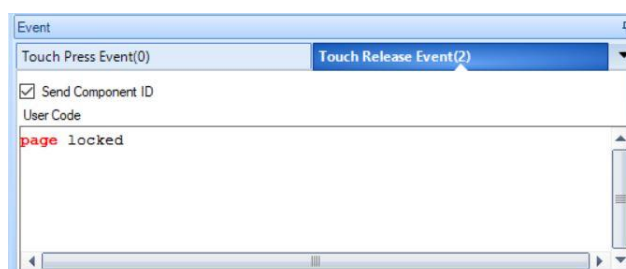 Event
Touch Press Event(0) Touch Release Event(2)
Send Component ID
User Code
page locked